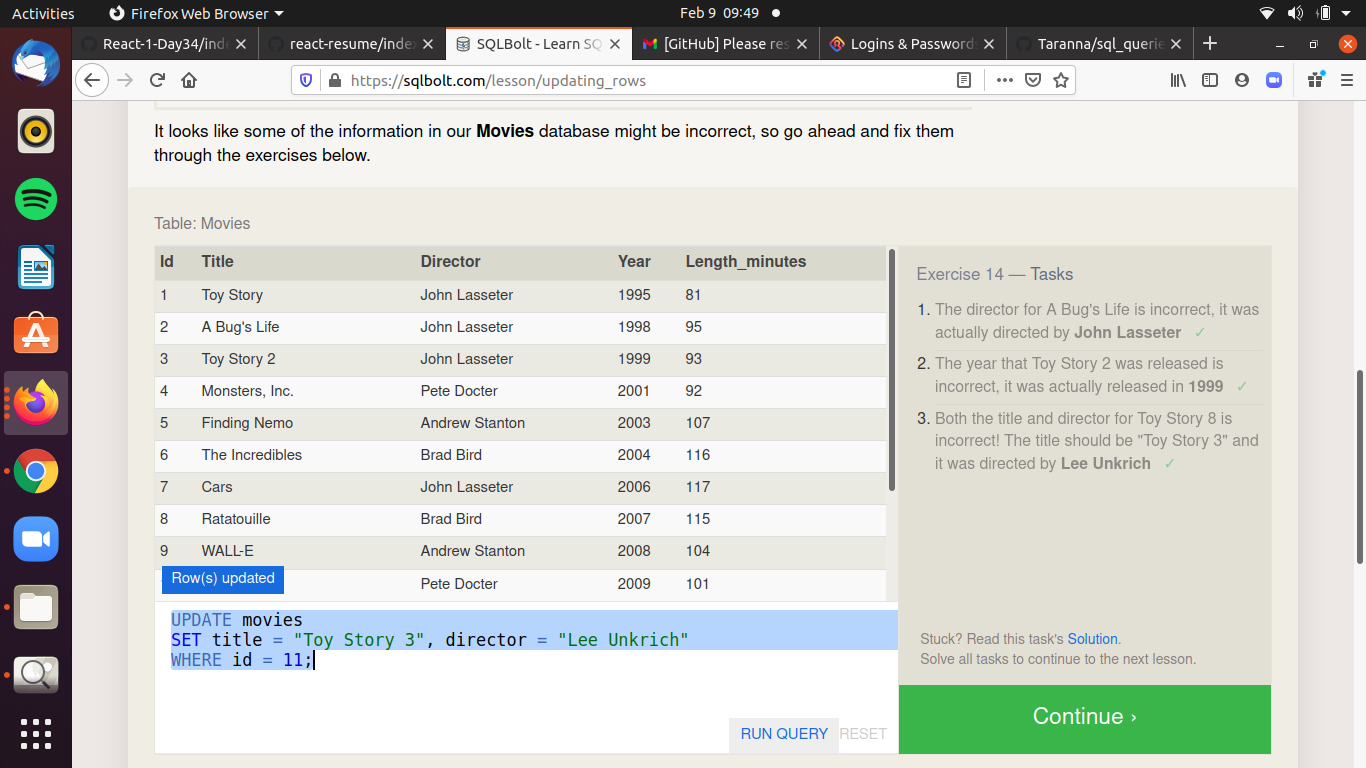 Activities Firefox Web Browser Feb 9 09:49
React-1-Day34/ind react-resume/inde SQLBolt - Learn SQ [GitHub] Please res Logins & Password Taranna/sql_querie
https://sqlbolt.com/lesson/updating_rows
It looks like some of the information in our Movies database might be incorrect, so go ahead and fix them
through the exercises below.
Table: Movies
Id Title Director Year Length_minutes
1 Toy Story John Lasseter 1995 81
2 A Bug's Life John Lasseter 1998 95
3 Toy Story 2 John Lasseter 1999 93
4 Monsters, Inc. Pete Docter 2001 92
5 Finding Nemo Andrew Stanton 2003 107
6 The Incredibles Brad Bird 2004 116
7 Cars John Lasseter 2006 117
8 Ratatouille Brad Bird 2007 115
9 WALL-E Andrew Stanton 2008 104
Pete Docter 2009 101
Row(s) updated
UPDATE movies
SET title = "Toy Story 3", director = "Lee Unkrich"
WHERE id = 11;
RUN QUERY RESET
Exercise 14 — Tasks
1. The director for A Bug's Life is incorrect, it was
actually directed by John Lasseter ✓
2. The year that Toy Story 2 was released is
incorrect, it was actually released in 1999 ✓
3. Both the title and director for Toy Story 8 is
incorrect! The title should be "Toy Story 3" and
it was directed by Lee Unkrich ✓
Stuck? Read this task's Solution.
Solve all tasks to continue to the next lesson.
Continue ›